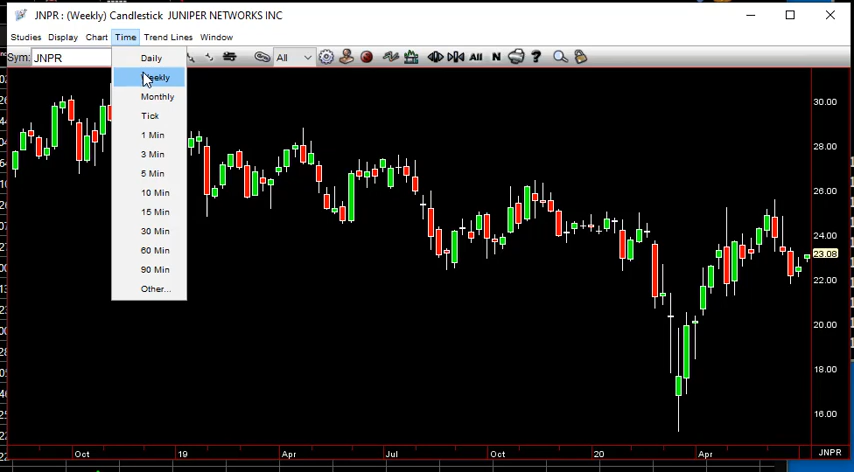 JNPR : (Weekly) Candlestick JUNIPER NETWORKS INC
Studies Display Chart Time Trend Lines Window
Sym: JNPR All All N ?
Daily
Monthly
Tick
1 Min
3 Min
5 Min
10 Min
15 Min
30 Min
60 Min
90 Min
Other...
30.00
28.00
26.00
24.00
23.08
22.00
20.00
18.00
16.00
Oct 19 Apr Jul Oct 20 Apr JNPR